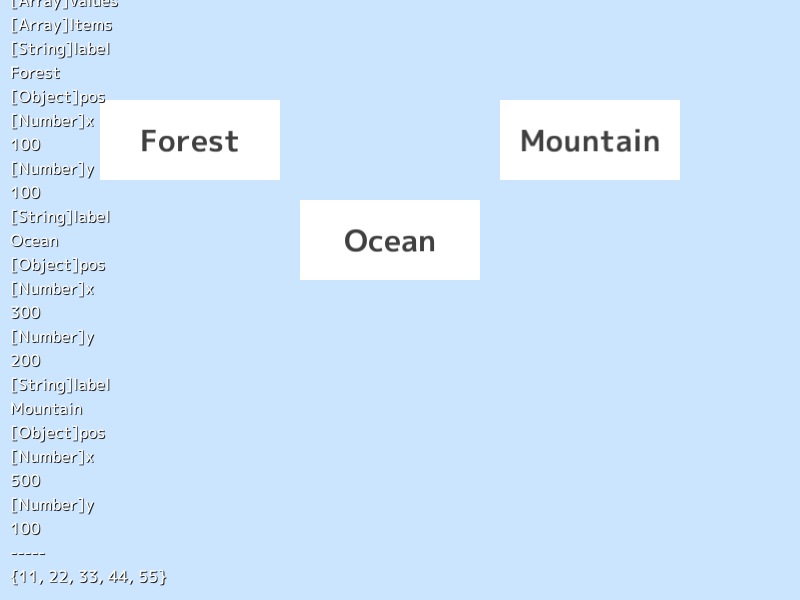 [Array]values
[Array]Items
[String]label
Forest
[Object]pos
[Number]x
100
[Number]y
100
[String]label
Ocean
[Object]pos
[Number]x
300
[Number]y
200
[String]label
Mountain
[Object]pos
[Number]x
500
[Number]y
100
-----
{11, 22, 33, 44, 55}
Forest
Mountain
Ocean